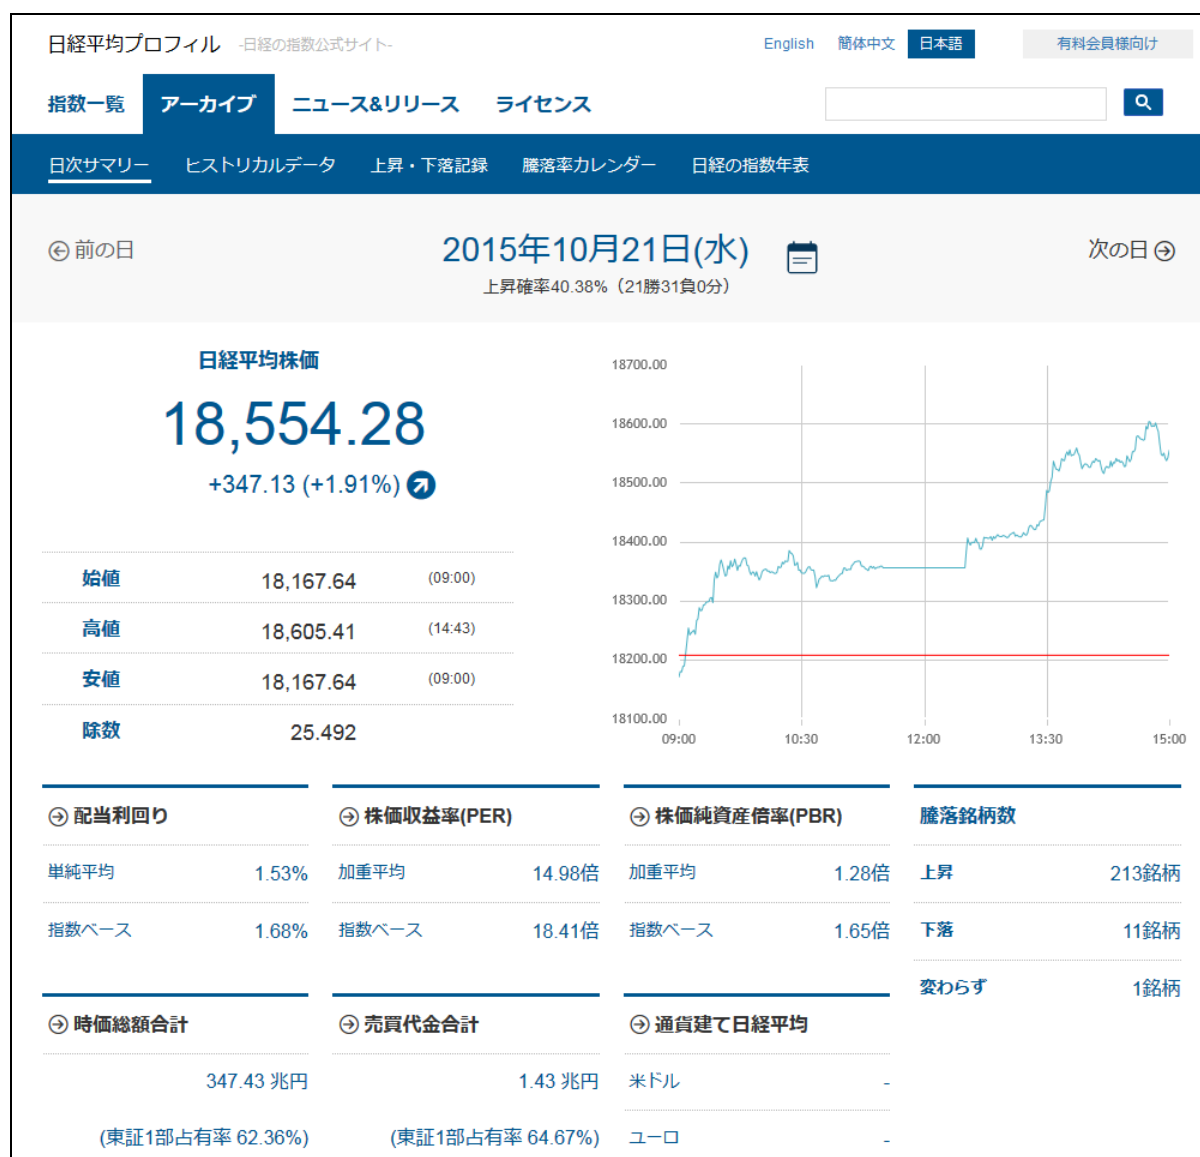 日経平均プロフィル -日経の指数公式サイト- English 簡体中文 日本語 有料会員様向け
指数一覧 アーカイブ ニュース&リリース ライセンス
日次サマリー ヒストリカルデータ 上昇・下落記録 騰落率カレンダー 日経の指数年表
前の日 2015年10月21日(水) 次の日
上昇確率40.38%（21勝31負0分）
日経平均株価
18,554.28
+347.13 (+1.91%)
始値 18,167.64 (09:00)
高値 18,605.41 (14:43)
安値 18,167.64 (09:00)
除数 25.492
18700.00
18600.00
18500.00
18400.00
18300.00
18200.00
18100.00
09:00 10:30 12:00 13:30 15:00
配当利回り
単純平均 1.53%
指数ベース 1.68%
株価収益率(PER)
加重平均 14.98倍
指数ベース 18.41倍
株価純資産倍率(PBR)
加重平均 1.28倍
指数ベース 1.65倍
騰落銘柄数
上昇 213銘柄
下落 11銘柄
変わらず 1銘柄
時価総額合計
347.43 兆円
(東証1部占有率 62.36%)
売買代金合計
1.43 兆円
(東証1部占有率 64.67%)
通貨建て日経平均
米ドル -
ユーロ -